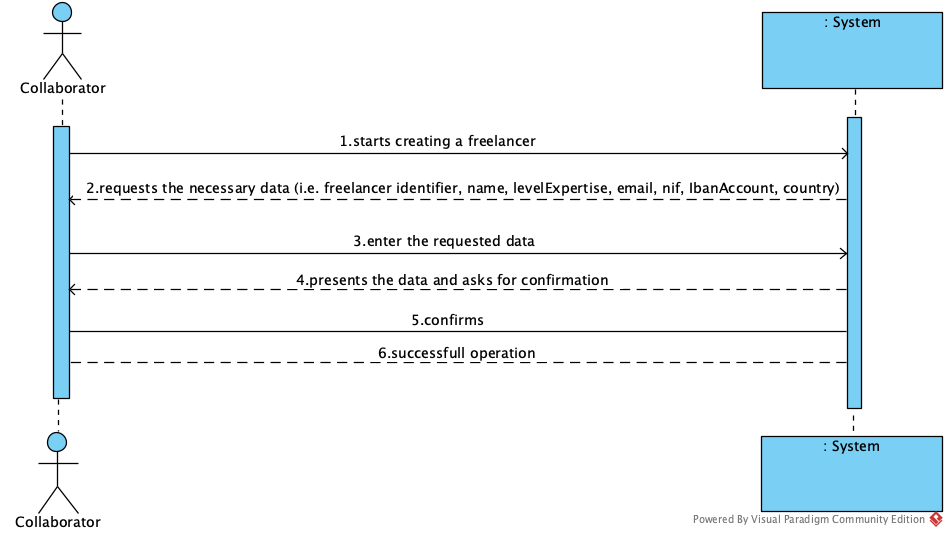 Collaborator
: System
1.starts creating a freelancer
2.requests the necessary data (i.e. freelancer identifier, name, levelExpertise, email, nif, IbanAccount, country)
3.enter the requested data
4.presents the data and asks for confirmation
5.confirms
6.successfull operation
: System
Collaborator
Powered By Visual Paradigm Community Edition